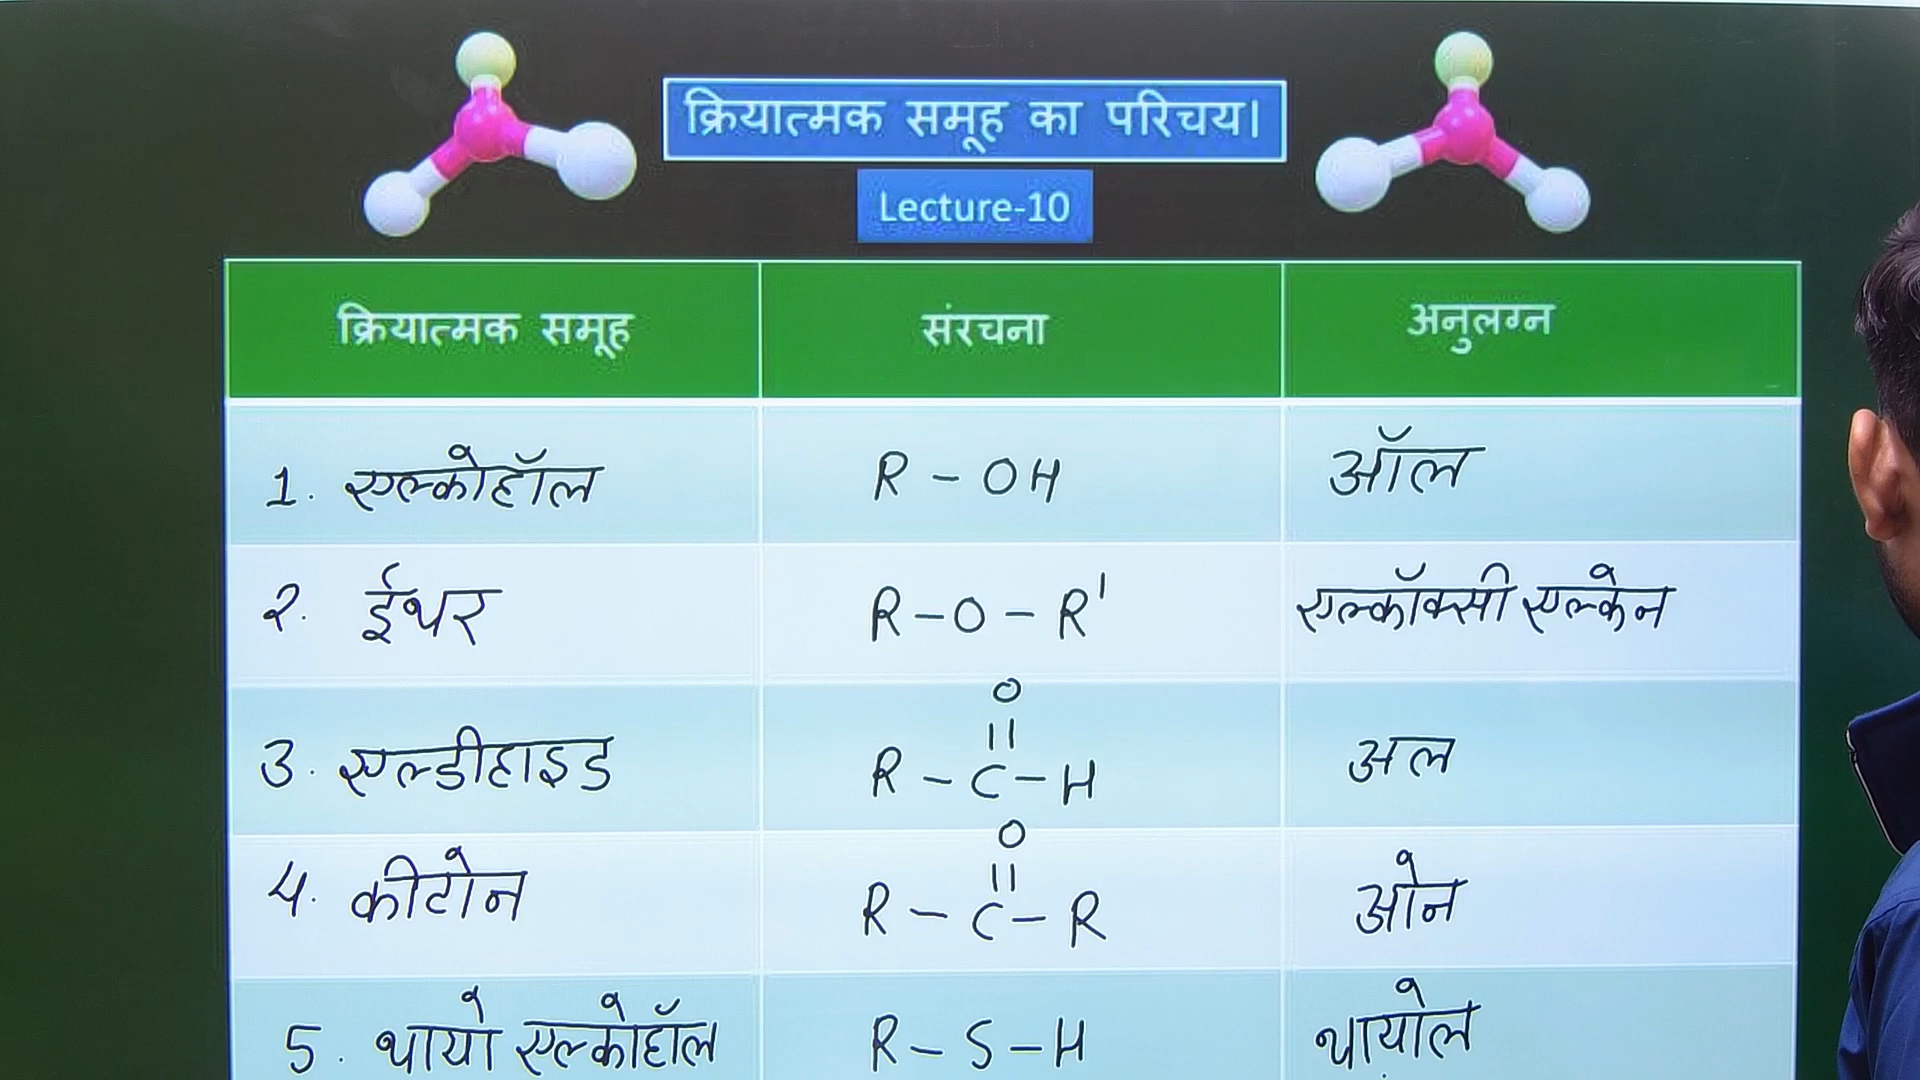 क्रियात्मक समूह का परिचय।
Lecture-10
क्रियात्मक समूह संरचना अनुलग्न
1. एल्कोहॉल R - OH ऑल
2. ईथर R-O-R' एल्कॉक्सी एल्केन
O
||
3. एल्डीहाइड R-C-H अल
O
||
4. कीटोन R-C-R ओन
5. थायो एल्कोहॉल R-S-H थायोल